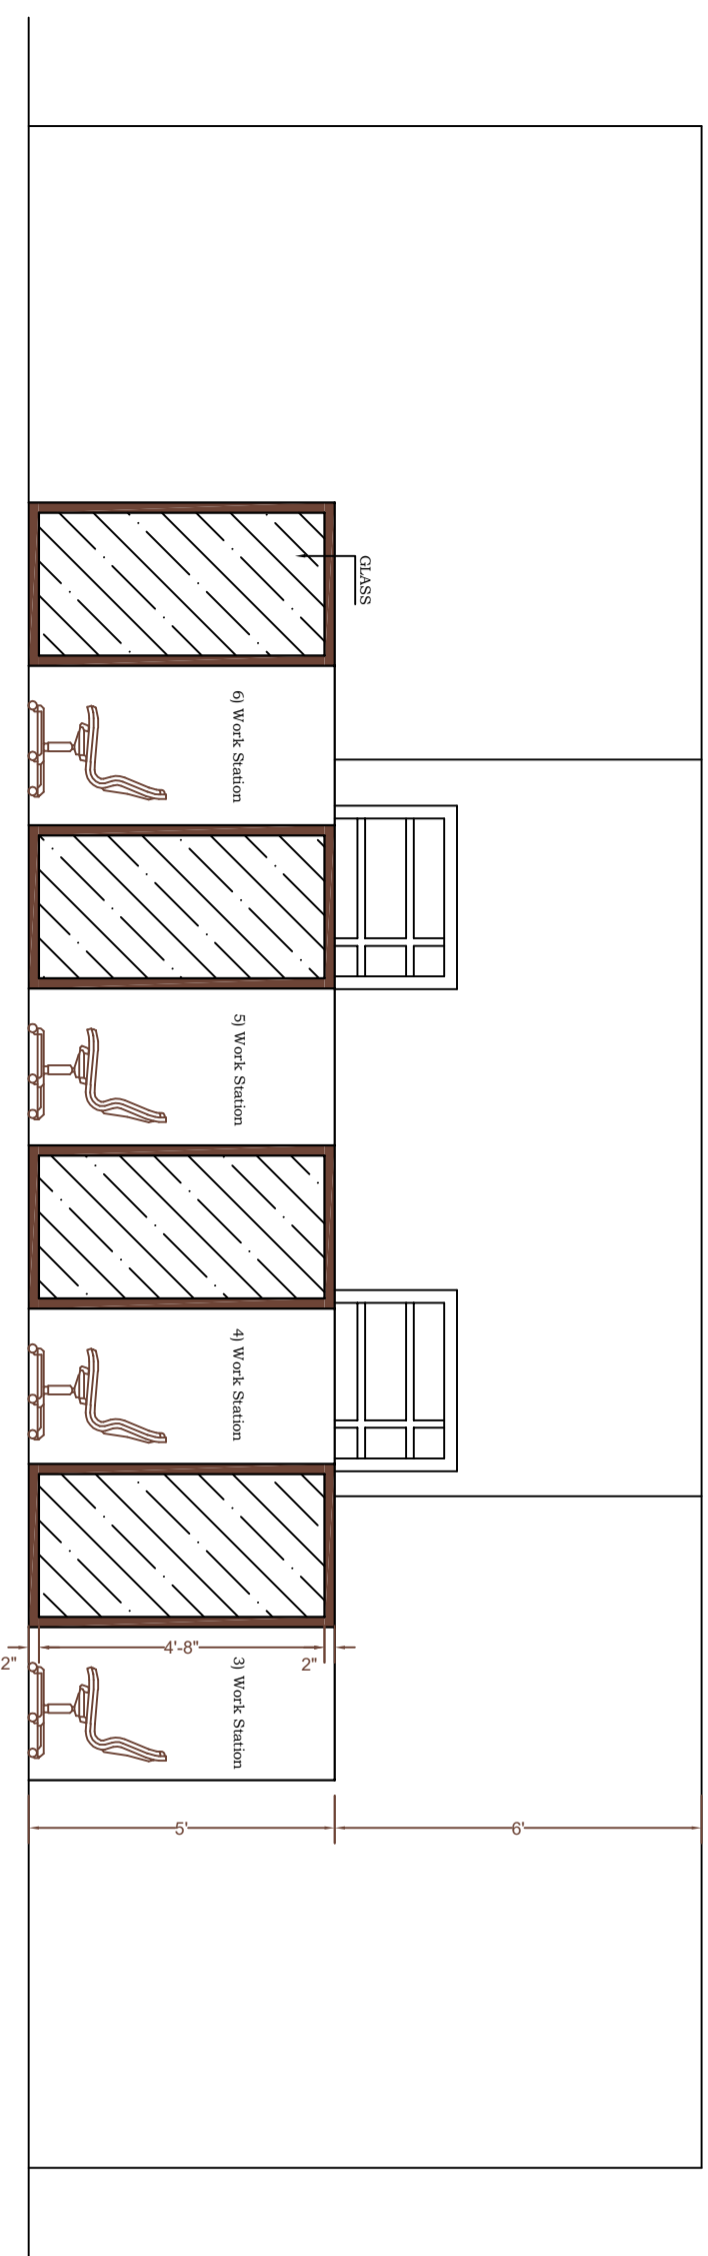 GLASS
6) Work Station
5) Work Station
4) Work Station
3) Work Station
2"
4'-8"
2"
5'
6'